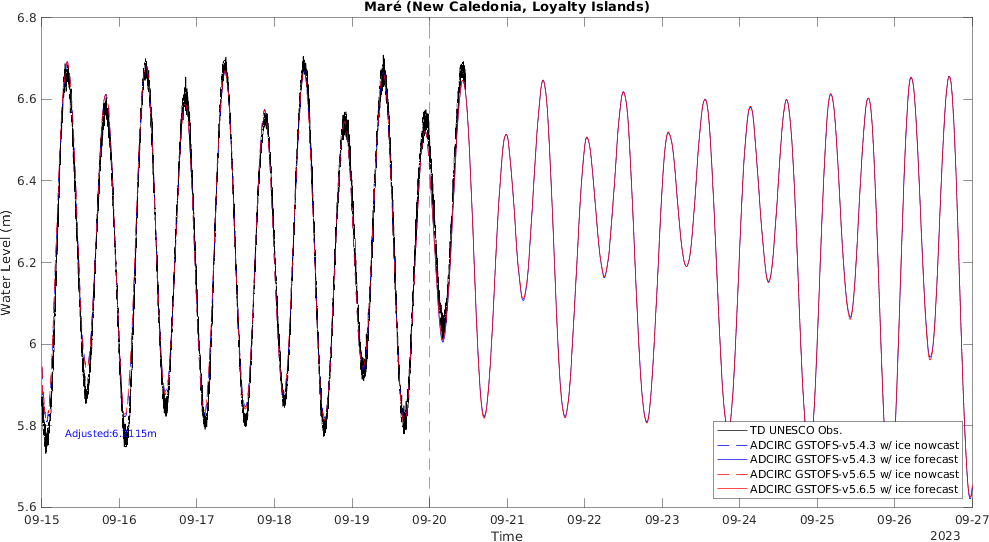 Maré (New Caledonia, Loyalty Islands)
6.8
6.6
6.4
6.2
6
5.8
5.6
Water Level (m)
09-15
09-16
09-17
09-18
09-19
09-20
09-21
09-22
09-23
09-24
09-25
09-26
09-27
Time
2023
TD UNESCO Obs.
ADCIRC GSTOFS-v5.4.3 w/ ice nowcast
ADCIRC GSTOFS-v5.4.3 w/ ice forecast
ADCIRC GSTOFS-v5.6.5 w/ ice nowcast
ADCIRC GSTOFS-v5.6.5 w/ ice forecast